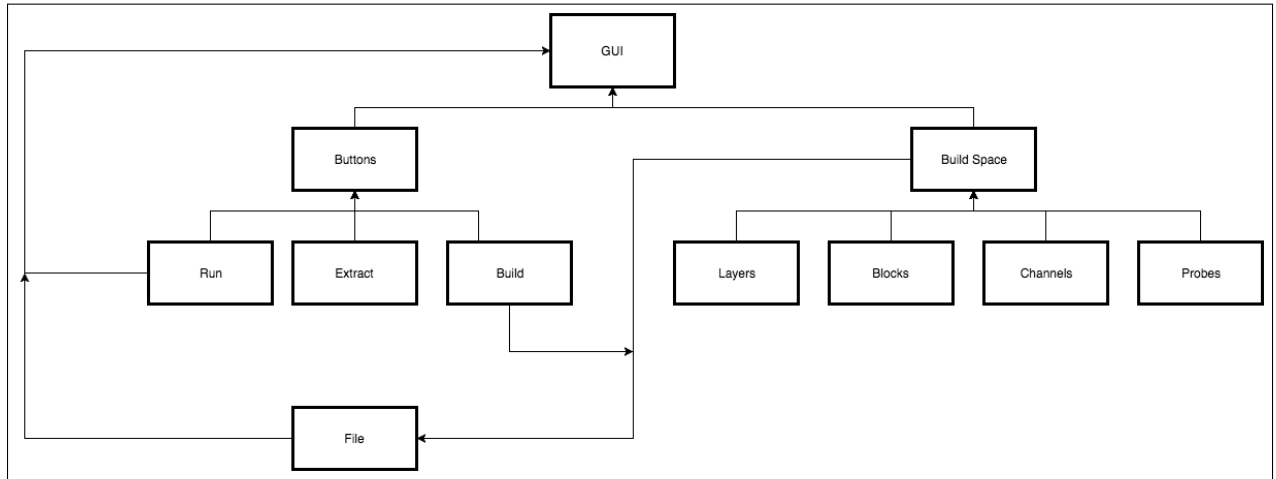 GUI
Buttons
Build Space
Run
Extract
Build
Layers
Blocks
Channels
Probes
File